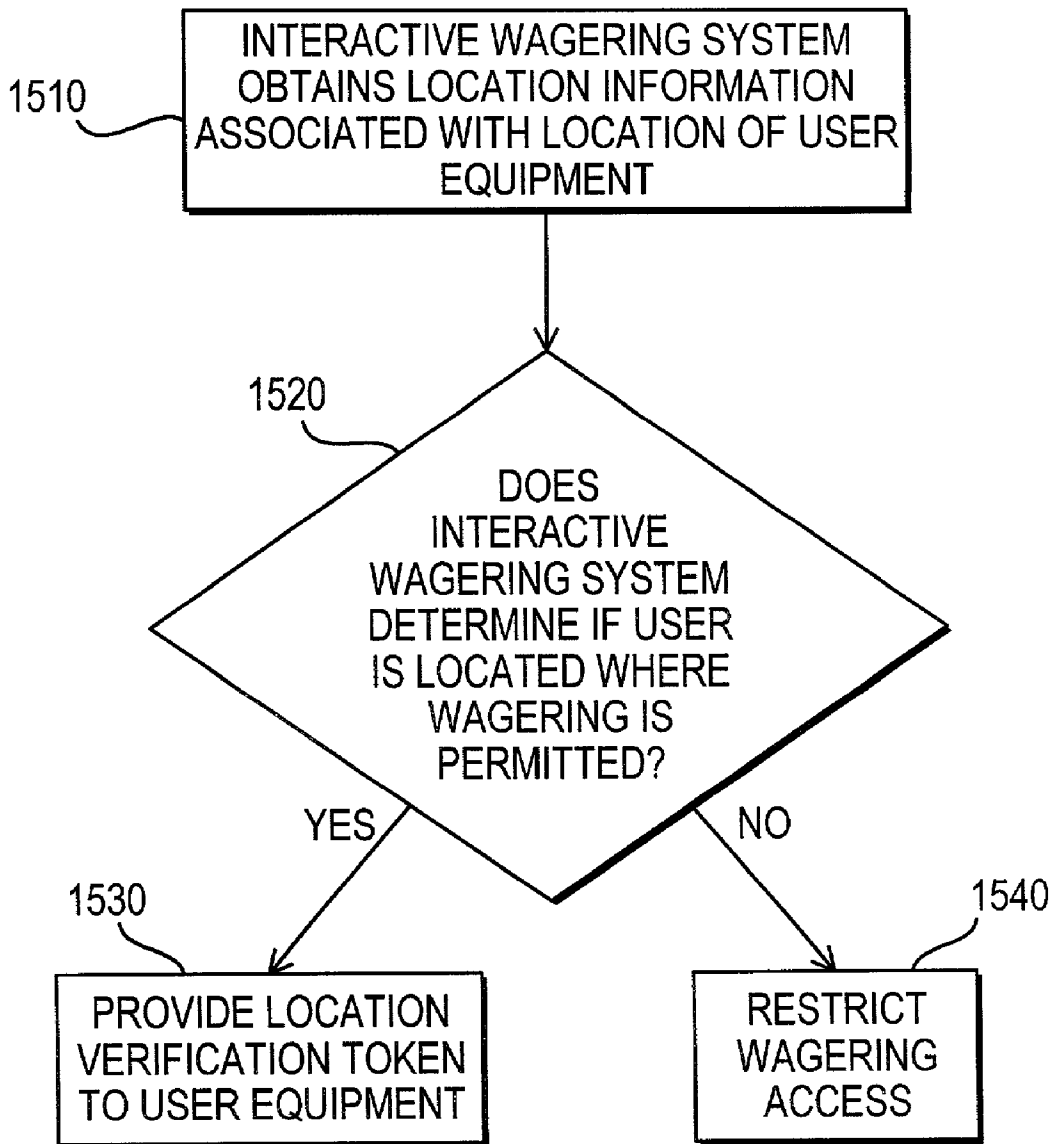 INTERACTIVE WAGERING SYSTEM
OBTAINS LOCATION INFORMATION
ASSOCIATED WITH LOCATION OF USER
EQUIPMENT
1510
1520
DOES
INTERACTIVE
WAGERING SYSTEM
DETERMINE IF USER
IS LOCATED WHERE
WAGERING IS
PERMITTED?
YES
NO
1530
PROVIDE LOCATION
VERIFICATION TOKEN
TO USER EQUIPMENT
1540
RESTRICT
WAGERING
ACCESS